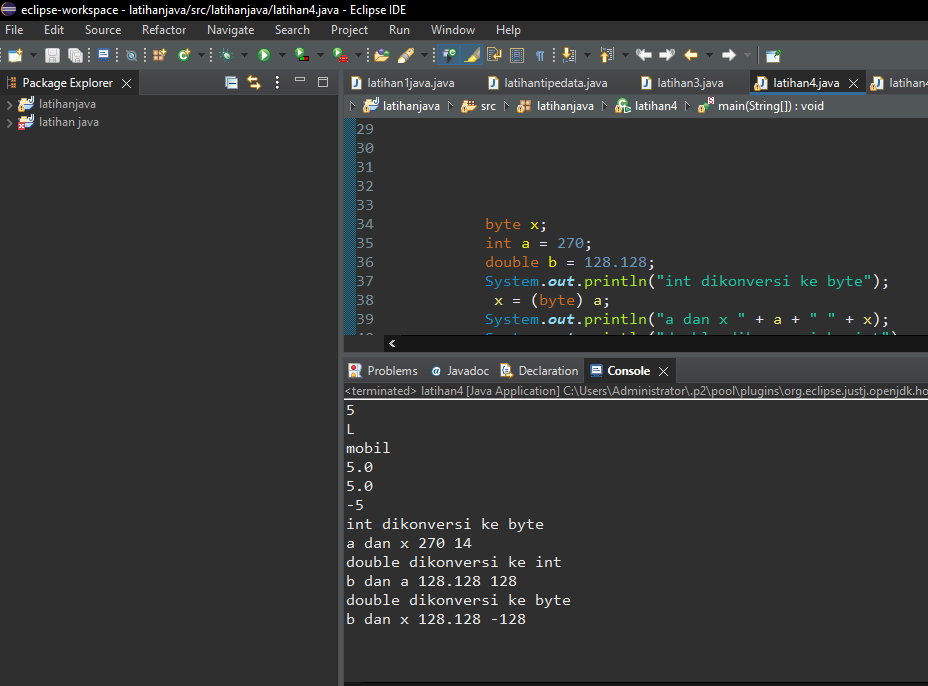 eclipse-workspace - latihanjava/src/latihanjava/latihan4.java - Eclipse IDE
File Edit Source Refactor Navigate Search Project Run Window Help
Package Explorer
latihanjava
latihan java
latihan1java.java latihantipedata.java latihan3.java latihan4.java latihan
latihanjava src latihanjava latihan4 main(String[]) : void
29
30
31
32
33
34 byte x;
35 int a = 270;
36 double b = 128.128;
37 System.out.println("int dikonversi ke byte");
38 x = (byte) a;
39 System.out.println("a dan x " + a + " " + x);
Problems Javadoc Declaration Console
<terminated> latihan4 [Java Application] C:\Users\Administrator\.p2\pool\plugins\org.eclipse.justj.openjdk.ho
5
L
mobil
5.0
5.0
-5
int dikonversi ke byte
a dan x 270 14
double dikonversi ke int
b dan a 128.128 128
double dikonversi ke byte
b dan x 128.128 -128